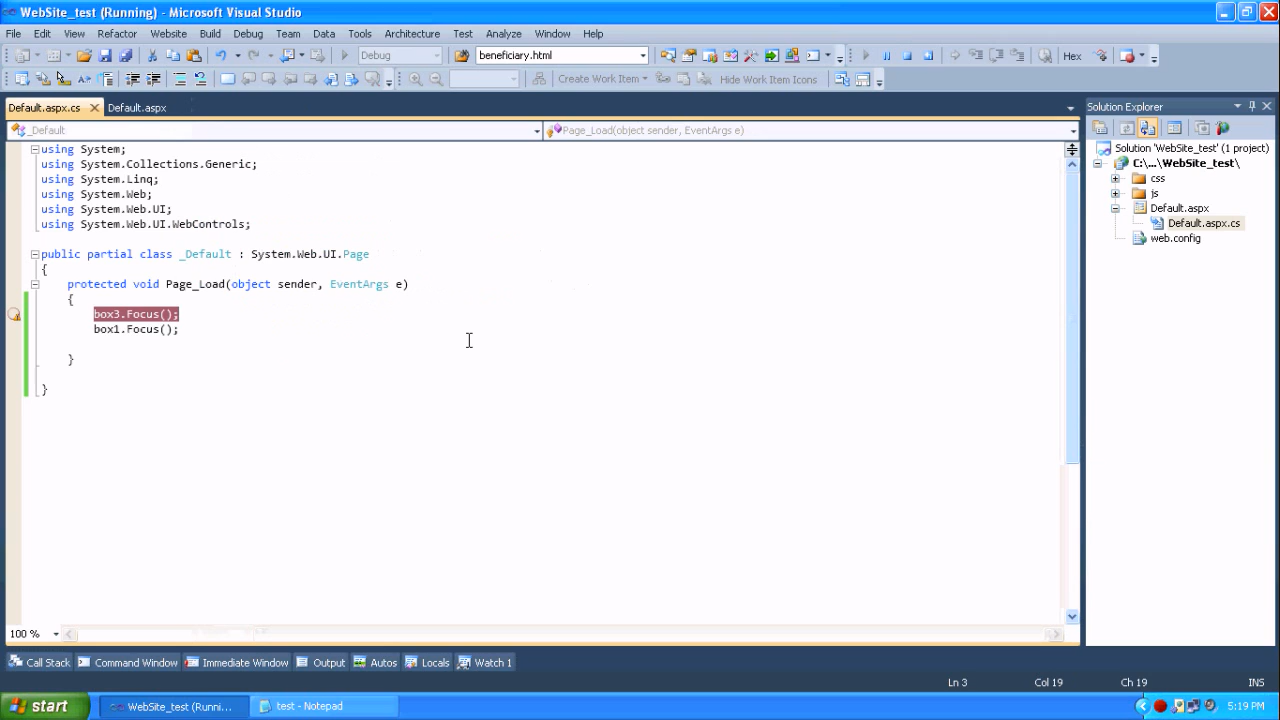 WebSite_test (Running) - Microsoft Visual Studio
File Edit View Refactor Website Build Debug Team Data Tools Architecture Test Analyze Window Help
Debug beneficiary.html Hex
Create Work Item Hide Work Item Icons
Default.aspx.cs Default.aspx
_Default Page_Load(object sender, EventArgs e)
using System;
using System.Collections.Generic;
using System.Linq;
using System.Web;
using System.Web.UI;
using System.Web.UI.WebControls;
public partial class _Default : System.Web.UI.Page
{
protected void Page_Load(object sender, EventArgs e)
{
box3.Focus();
box1.Focus();
}
}
Solution Explorer
Solution 'WebSite_test' (1 project)
C:\...\WebSite_test\
css
js
Default.aspx
Default.aspx.cs
web.config
100 %
Call Stack Command Window Immediate Window Output Autos Locals Watch 1
Ln 3 Col 19 Ch 19 INS
start WebSite_test (Runni... test - Notepad 5:19 PM